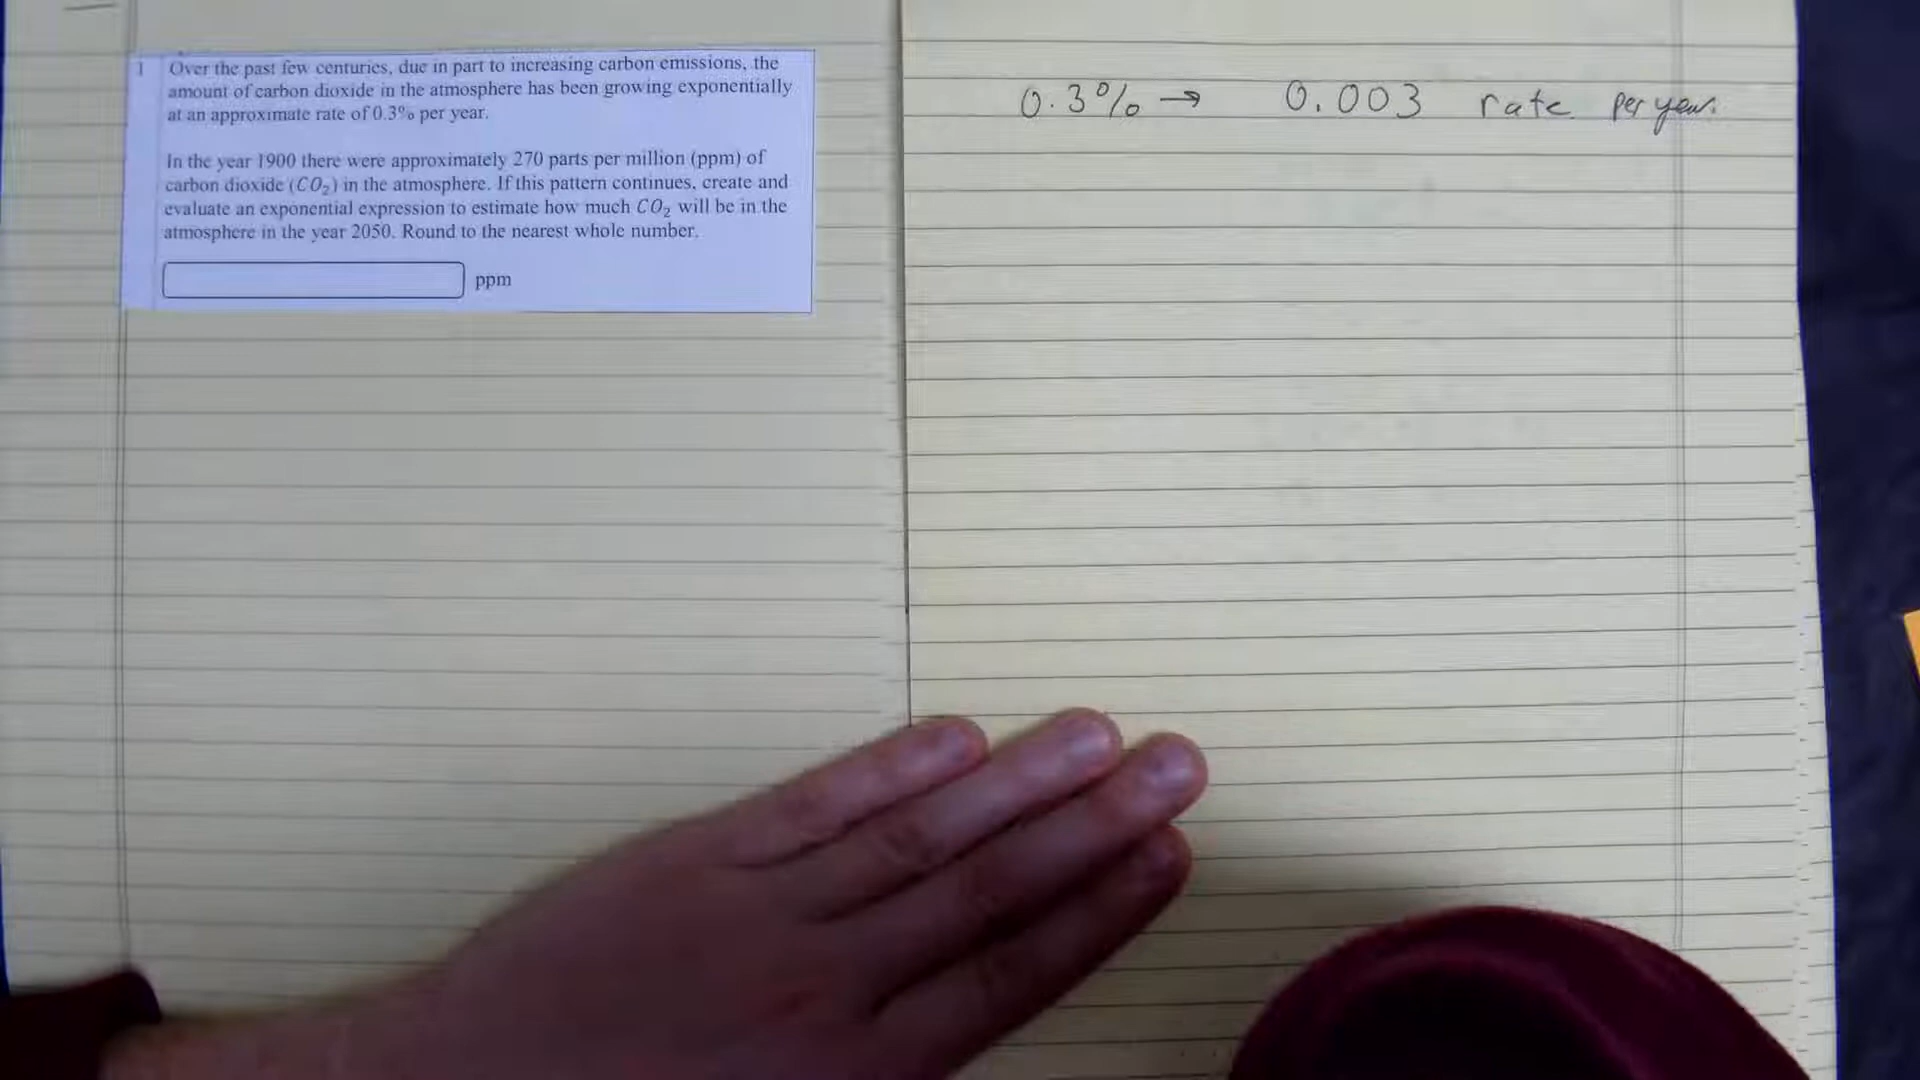 1 Over the past few centuries, due in part to increasing carbon emissions, the
amount of carbon dioxide in the atmosphere has been growing exponentially
at an approximate rate of 0.3% per year.
In the year 1900 there were approximately 270 parts per million (ppm) of
carbon dioxide (CO₂) in the atmosphere. If this pattern continues, create and
evaluate an exponential expression to estimate how much CO₂ will be in the
atmosphere in the year 2050. Round to the nearest whole number.
ppm
0.3% → 0.003 rate per year.